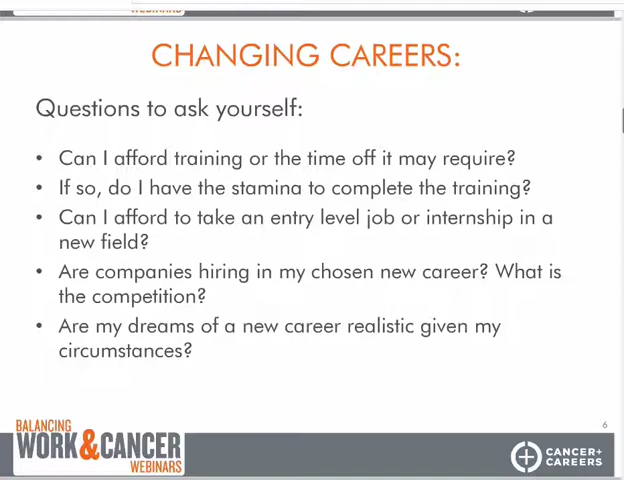 WEBINARS
CHANGING CAREERS:
Questions to ask yourself:
• Can I afford training or the time off it may require?
• If so, do I have the stamina to complete the training?
• Can I afford to take an entry level job or internship in a
new field?
• Are companies hiring in my chosen new career? What is
the competition?
• Are my dreams of a new career realistic given my
circumstances?
6
BALANCING
WORK&CANCER
WEBINARS
CANCER+
CAREERS